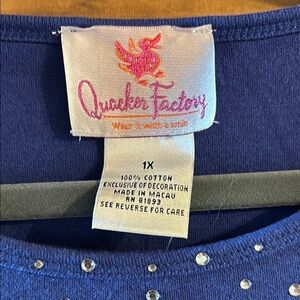 Quacker Factory
Wear it with a smile
1X
100% COTTON
EXCLUSIVE OF DECORATION
MADE IN MACAU
RN 81893
SEE REVERSE FOR CARE